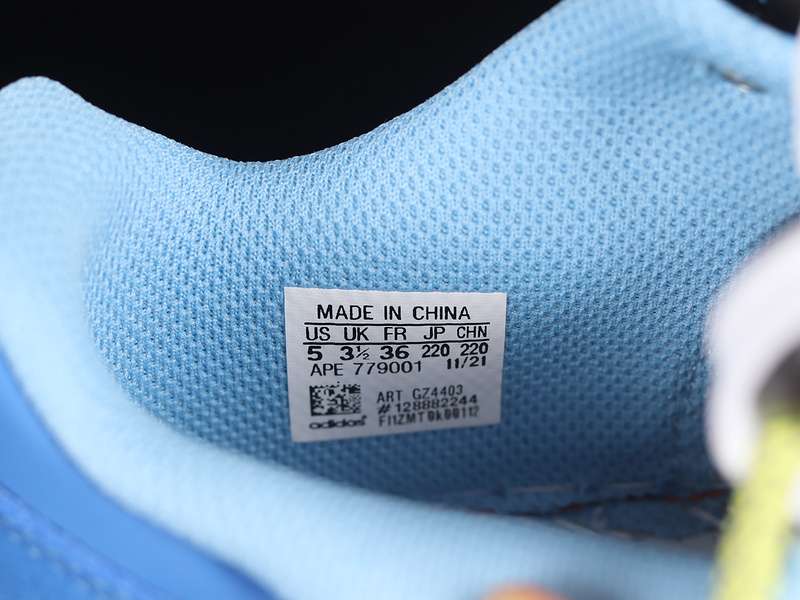 MADE IN CHINA
US UK FR JP CHN
5 3½ 36 220 220
APE 779001 11/21
ART GZ4403
#128882244
adidas